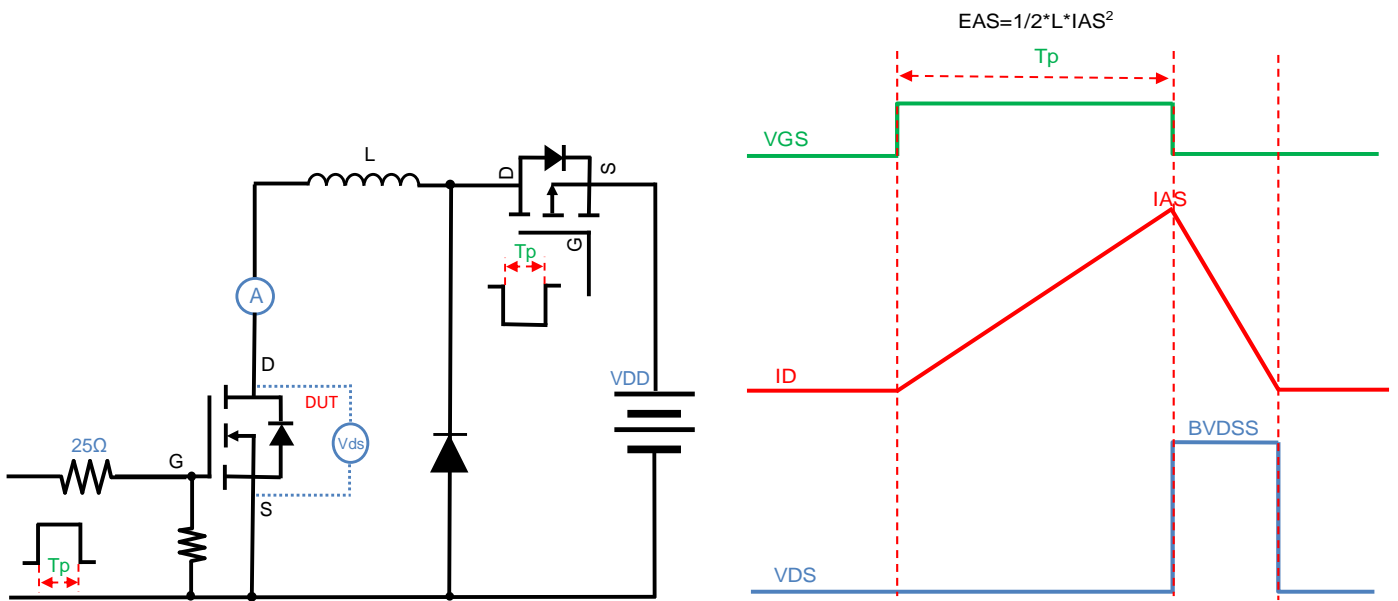 L
D
S
G
Tp
A
D
VDD
DUT
Vds
25Ω
G
S
Tp
EAS=1/2*L*IAS²
Tp
VGS
IAS
ID
BVDSS
VDS